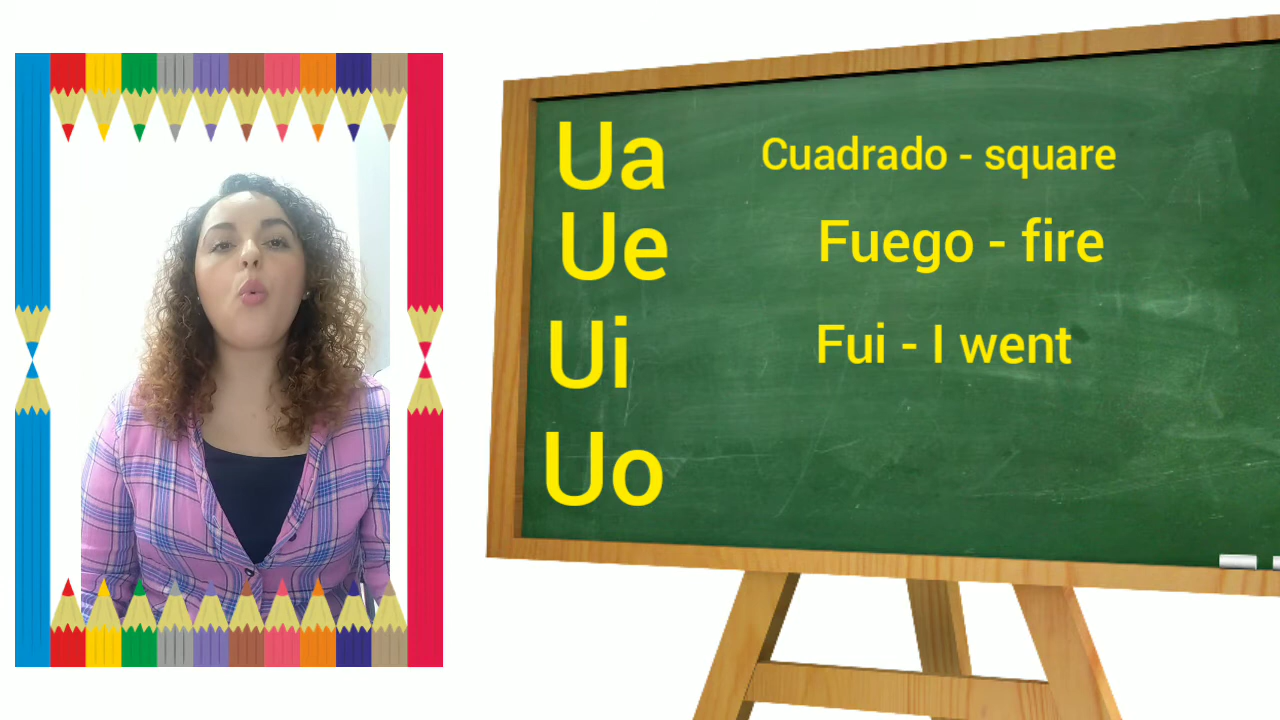 Ua Cuadrado - square
Ue Fuego - fire
Ui Fui - I went
Uo